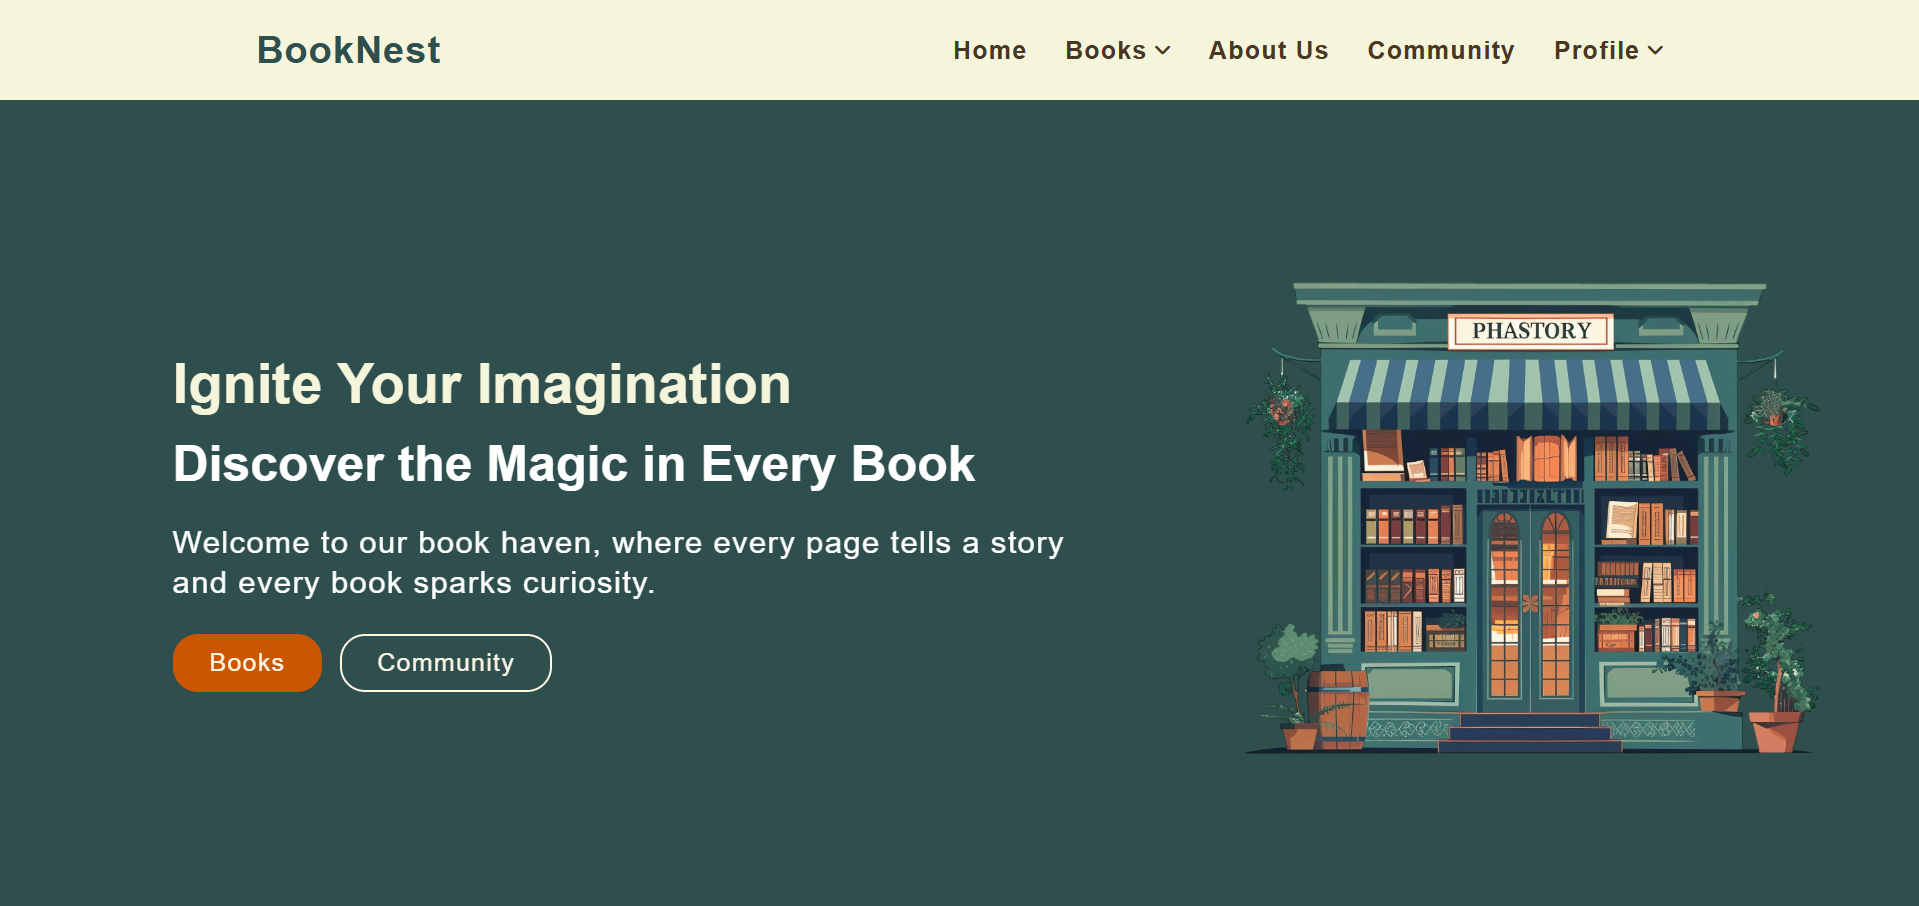 BookNest
Home
Books
About Us
Community
Profile
PHASTORY
Ignite Your Imagination
Discover the Magic in Every Book
Welcome to our book haven, where every page tells a story
and every book sparks curiosity.
Books
Community